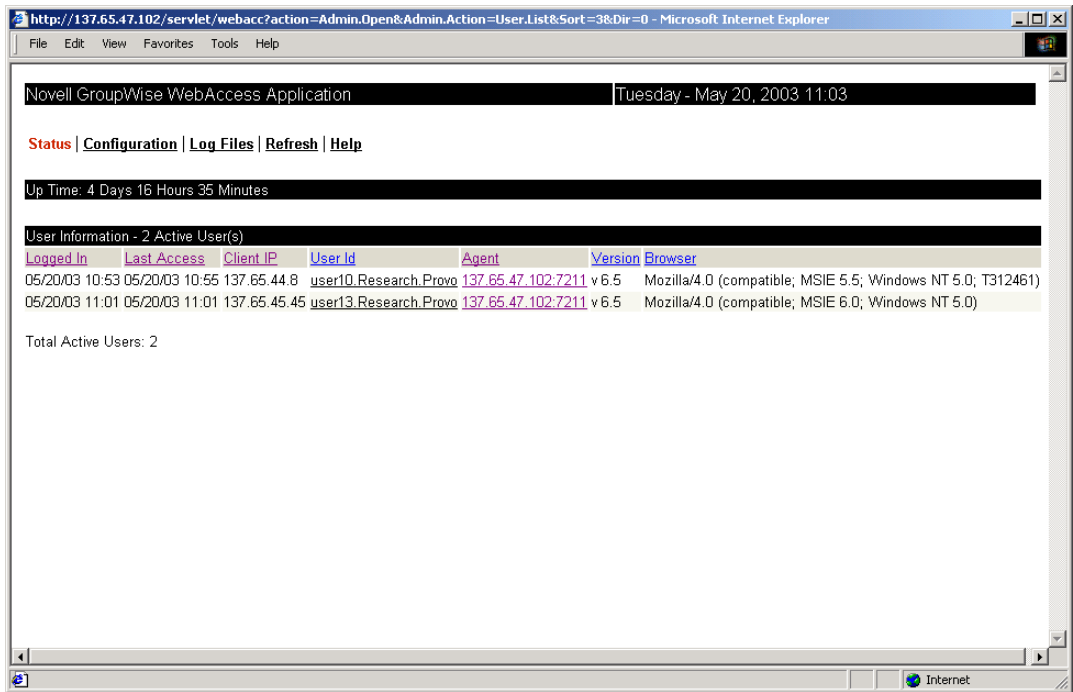 http://137.65.47.102/servlet/webacc?action=Admin.Open&Admin.Action=User.List&Sort=3&Dir=0 - Microsoft Internet Explorer
File Edit View Favorites Tools Help
Novell GroupWise WebAccess Application Tuesday - May 20, 2003 11:03
Status | Configuration | Log Files | Refresh | Help
Up Time: 4 Days 16 Hours 35 Minutes
User Information - 2 Active User(s)
Logged In Last Access Client IP User Id Agent Version Browser
05/20/03 10:53 05/20/03 10:55 137.65.44.8 user10.Research.Provo 137.65.47.102:7211 v 6.5 Mozilla/4.0 (compatible; MSIE 5.5; Windows NT 5.0; T312461)
05/20/03 11:01 05/20/03 11:01 137.65.45.45 user13.Research.Provo 137.65.47.102:7211 v 6.5 Mozilla/4.0 (compatible; MSIE 6.0; Windows NT 5.0)
Total Active Users: 2
Internet